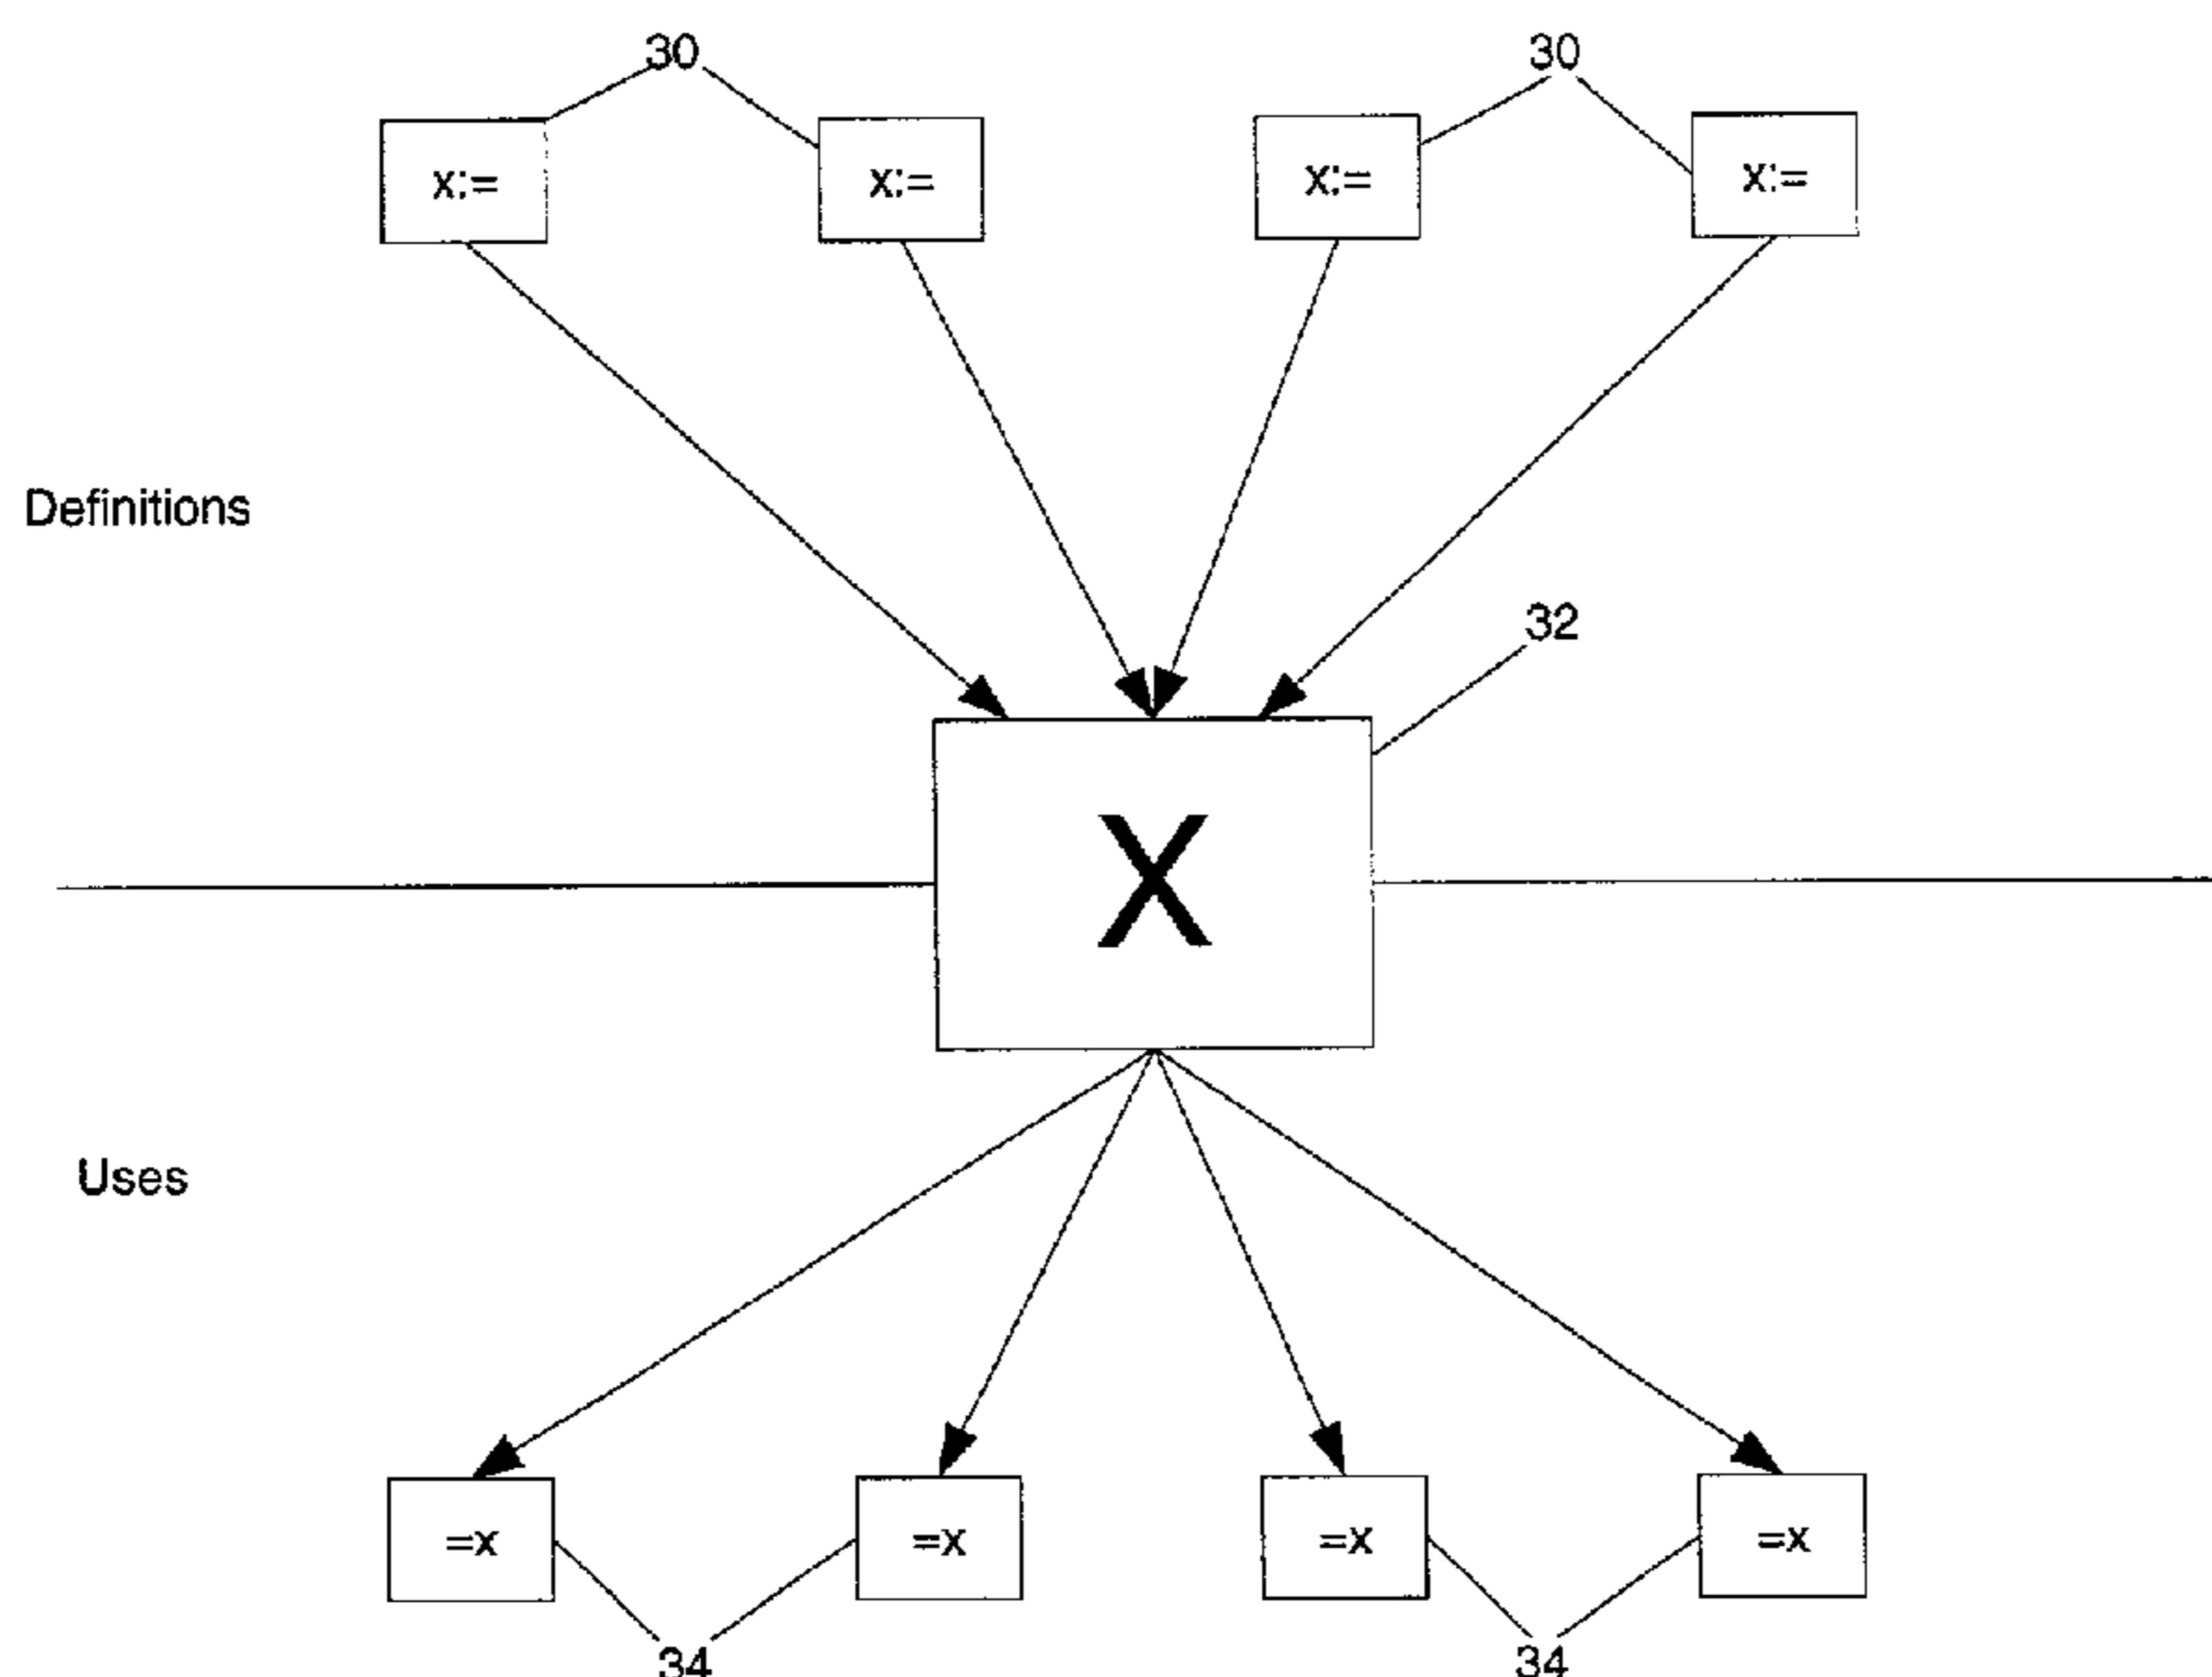 30 30
x:= x:= x:= x:=
Definitions
32
X
Uses
=x =x =x =x
34 34